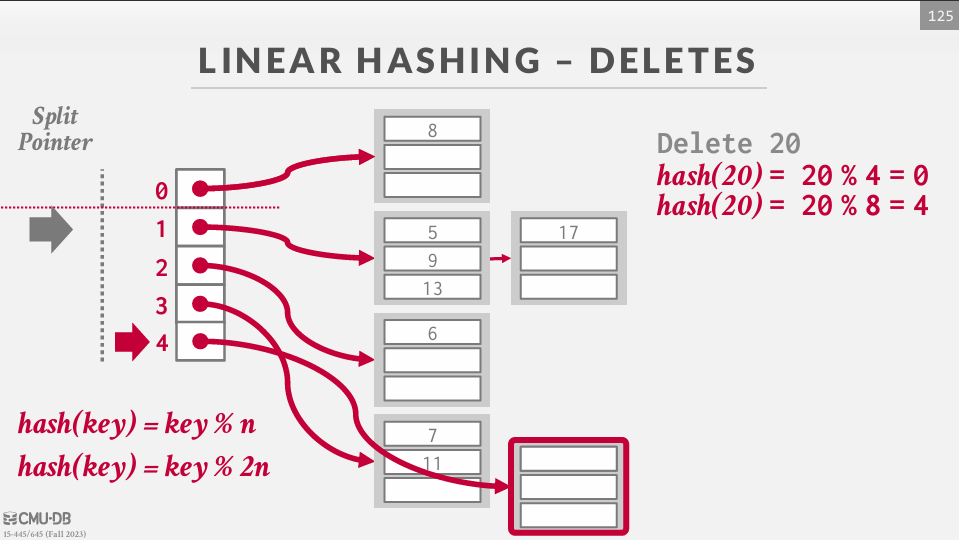 125
LINEAR HASHING – DELETES
Split
Pointer
0
1
2
3
4
8
5
9
13
17
6
7
11
Delete 20
hash(20) = 20 % 4 = 0
hash(20) = 20 % 8 = 4
hash(key) = key % n
hash(key) = key % 2n
CMU·DB
15-445/645 (Fall 2023)